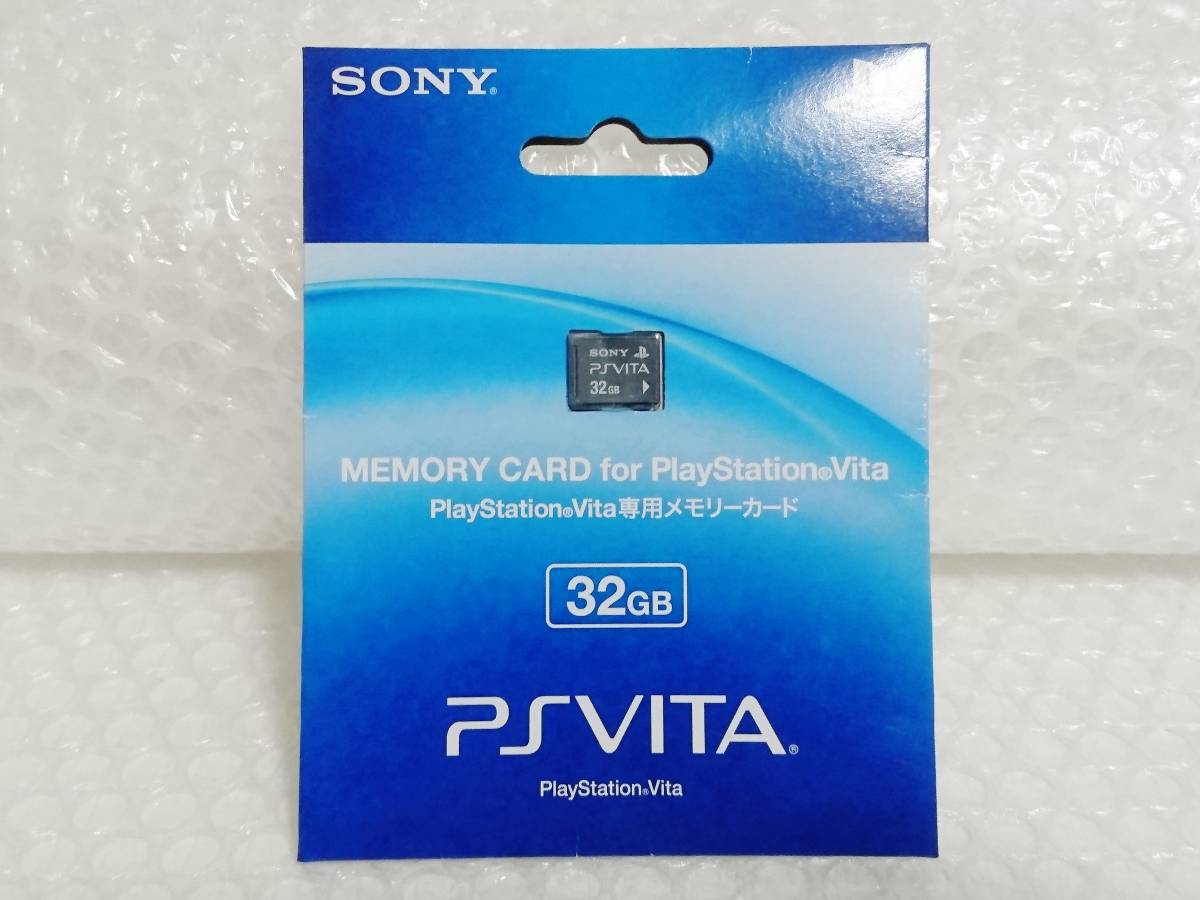 SONY®
SONY
PSVITA
32GB
MEMORY CARD for PlayStation®Vita
PlayStation®Vita専用メモリーカード
32GB
PSVITA®
PlayStation®Vita